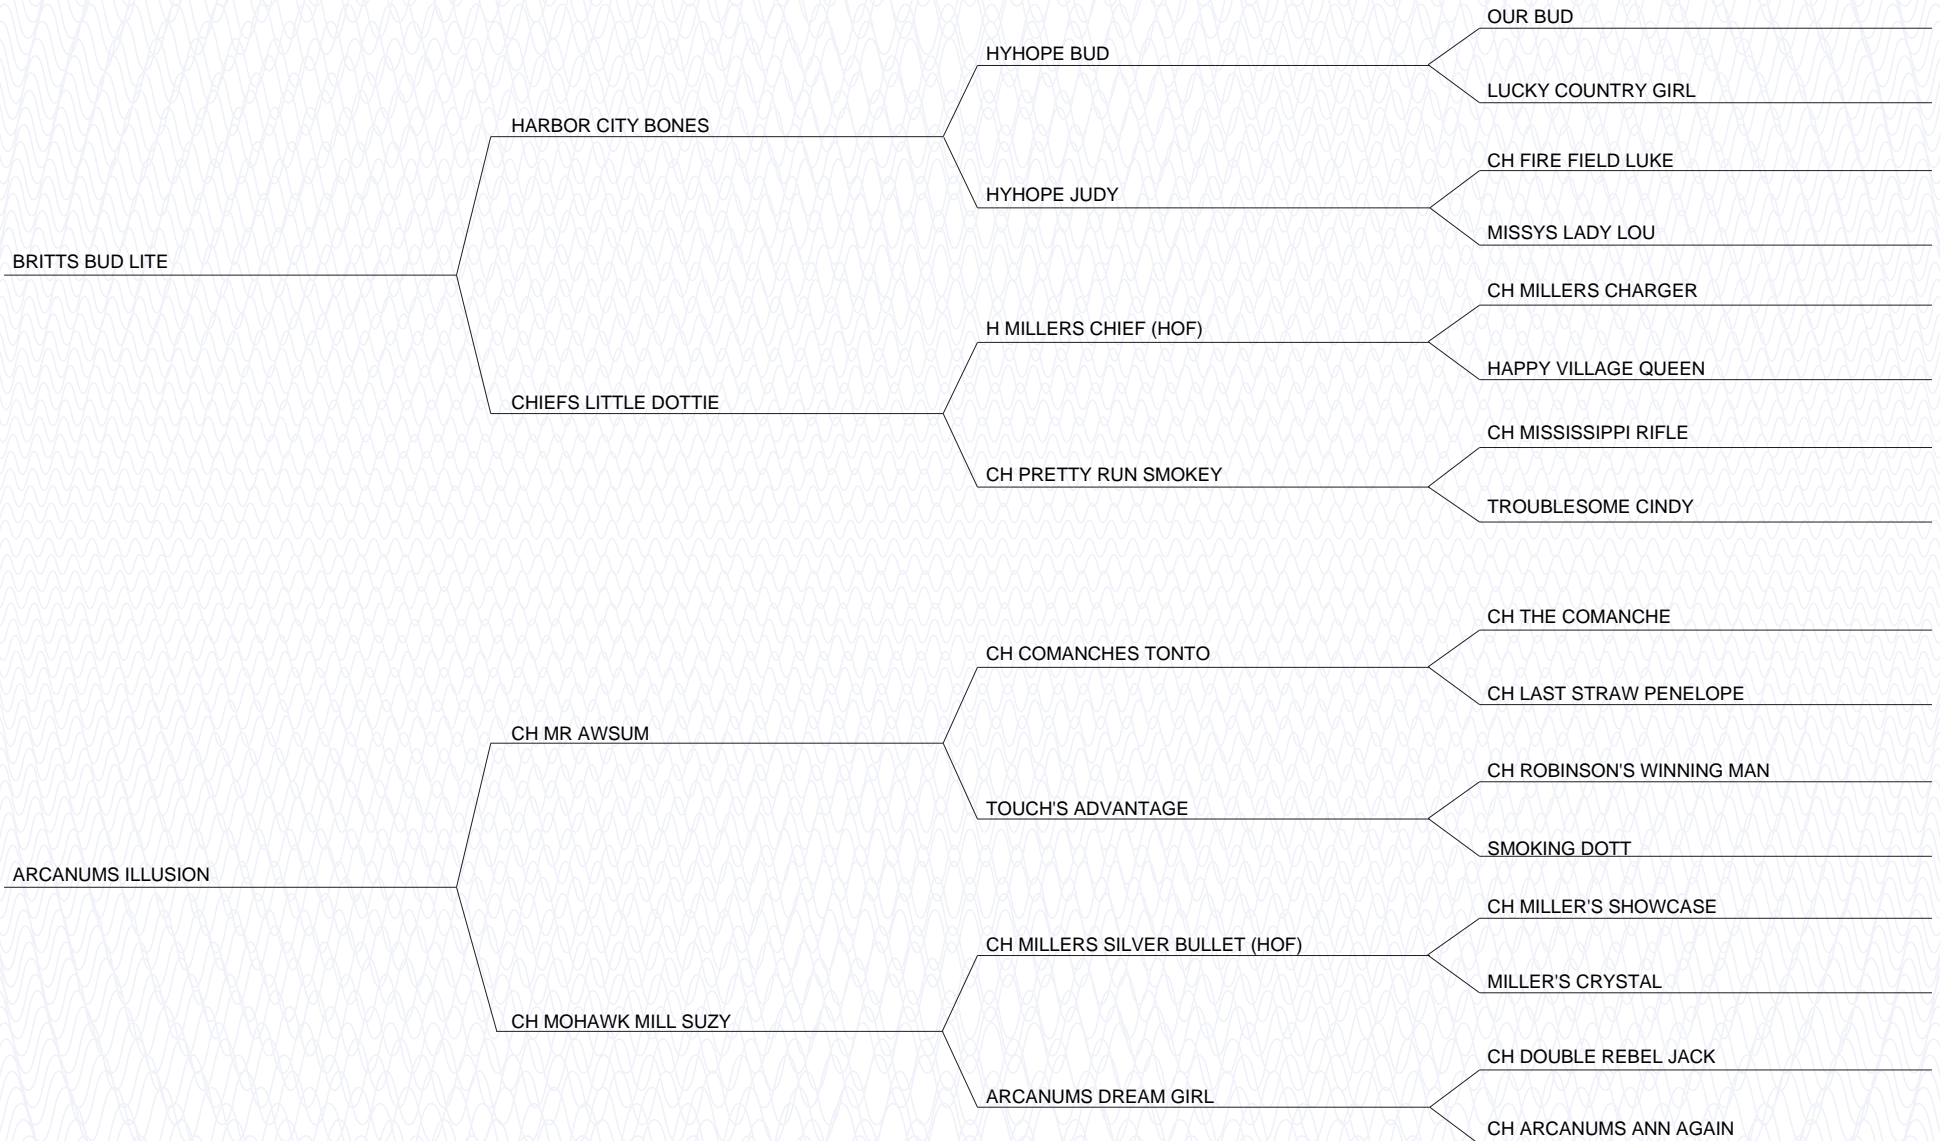 OUR BUD
HYHOPE BUD
LUCKY COUNTRY GIRL
HARBOR CITY BONES
CH FIRE FIELD LUKE
HYHOPE JUDY
MISSYS LADY LOU
BRITTS BUD LITE
CH MILLERS CHARGER
H MILLERS CHIEF (HOF)
HAPPY VILLAGE QUEEN
CHIEFS LITTLE DOTTIE
CH MISSISSIPPI RIFLE
CH PRETTY RUN SMOKEY
TROUBLESOME CINDY
CH THE COMANCHE
CH COMANCHES TONTO
CH LAST STRAW PENELOPE
CH MR AWSUM
CH ROBINSON'S WINNING MAN
TOUCH'S ADVANTAGE
SMOKING DOTT
ARCANUMS ILLUSION
CH MILLER'S SHOWCASE
CH MILLERS SILVER BULLET (HOF)
MILLER'S CRYSTAL
CH MOHAWK MILL SUZY
CH DOUBLE REBEL JACK
ARCANUMS DREAM GIRL
CH ARCANUMS ANN AGAIN